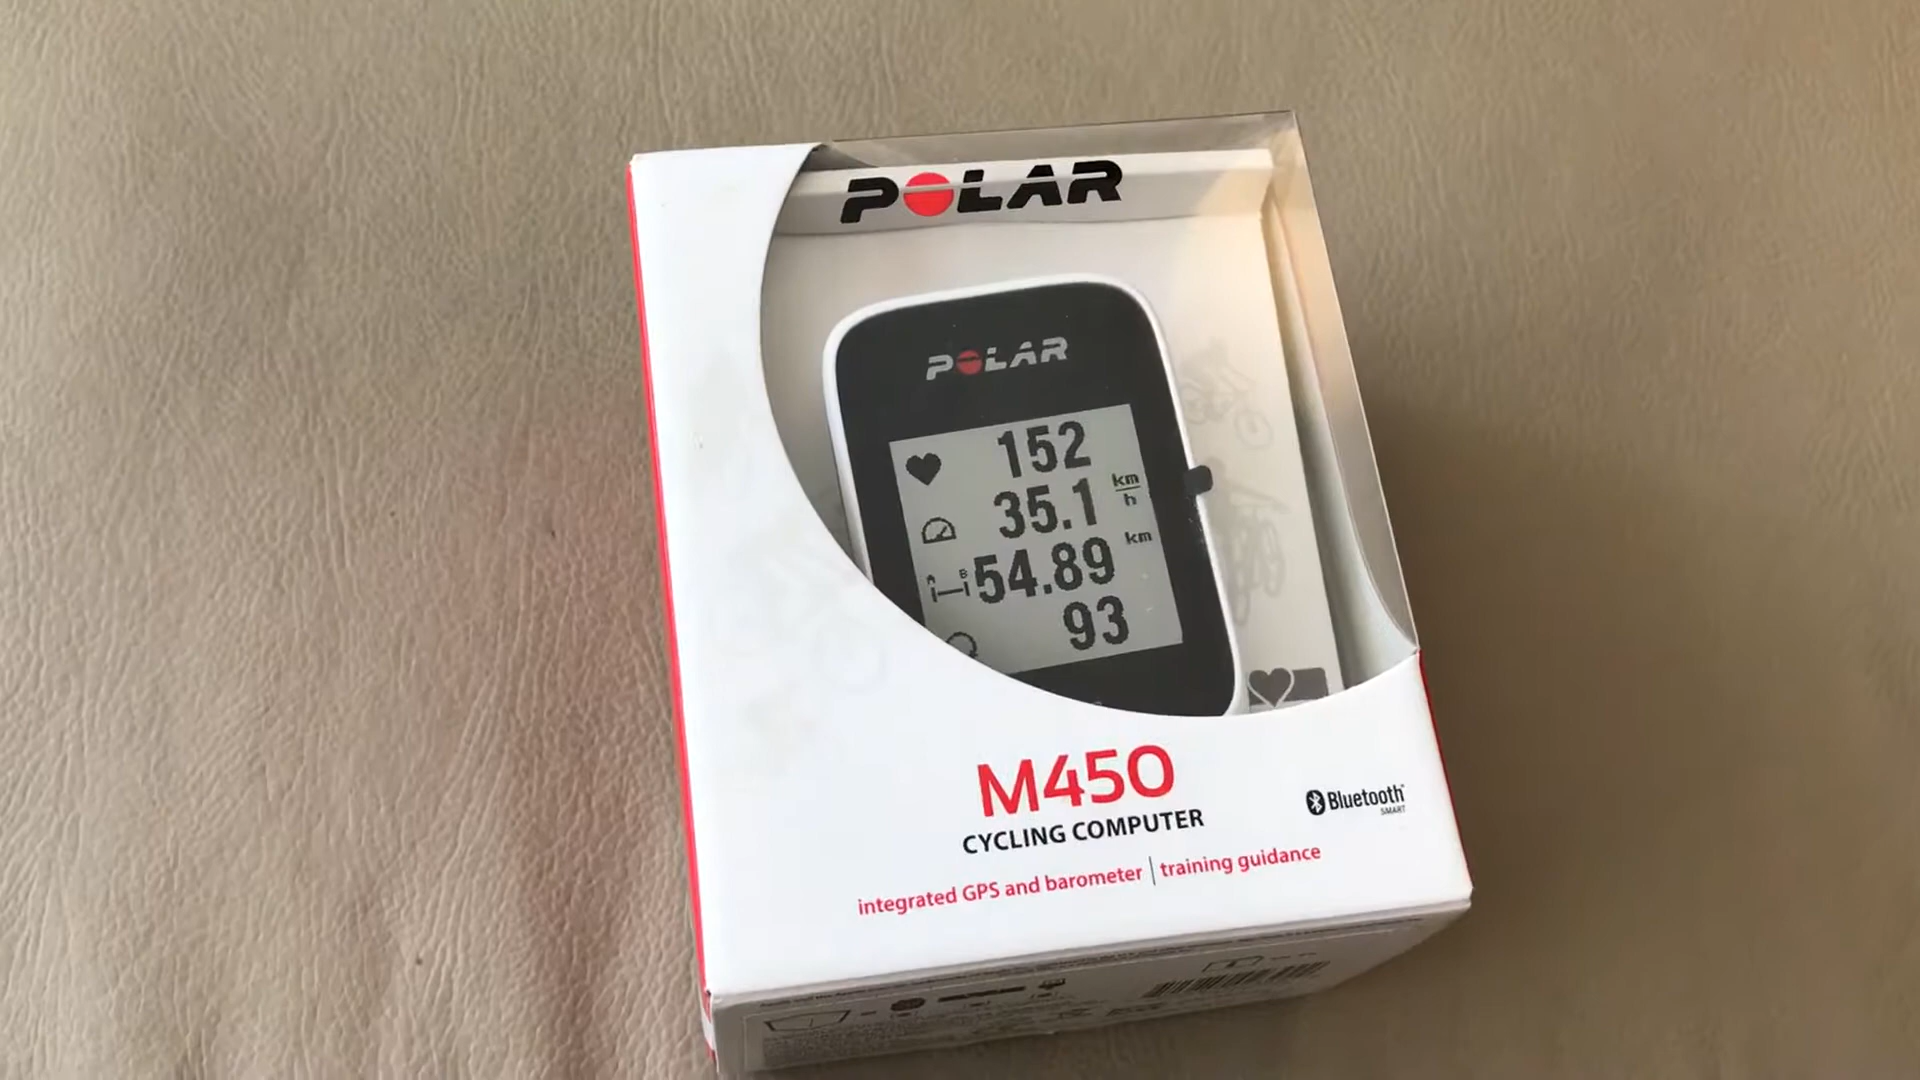 POLAR
POLAR
152
35.1 km/h
A B 54.89 km
93
M450
CYCLING COMPUTER
Bluetooth
SMART
integrated GPS and barometer | training guidance